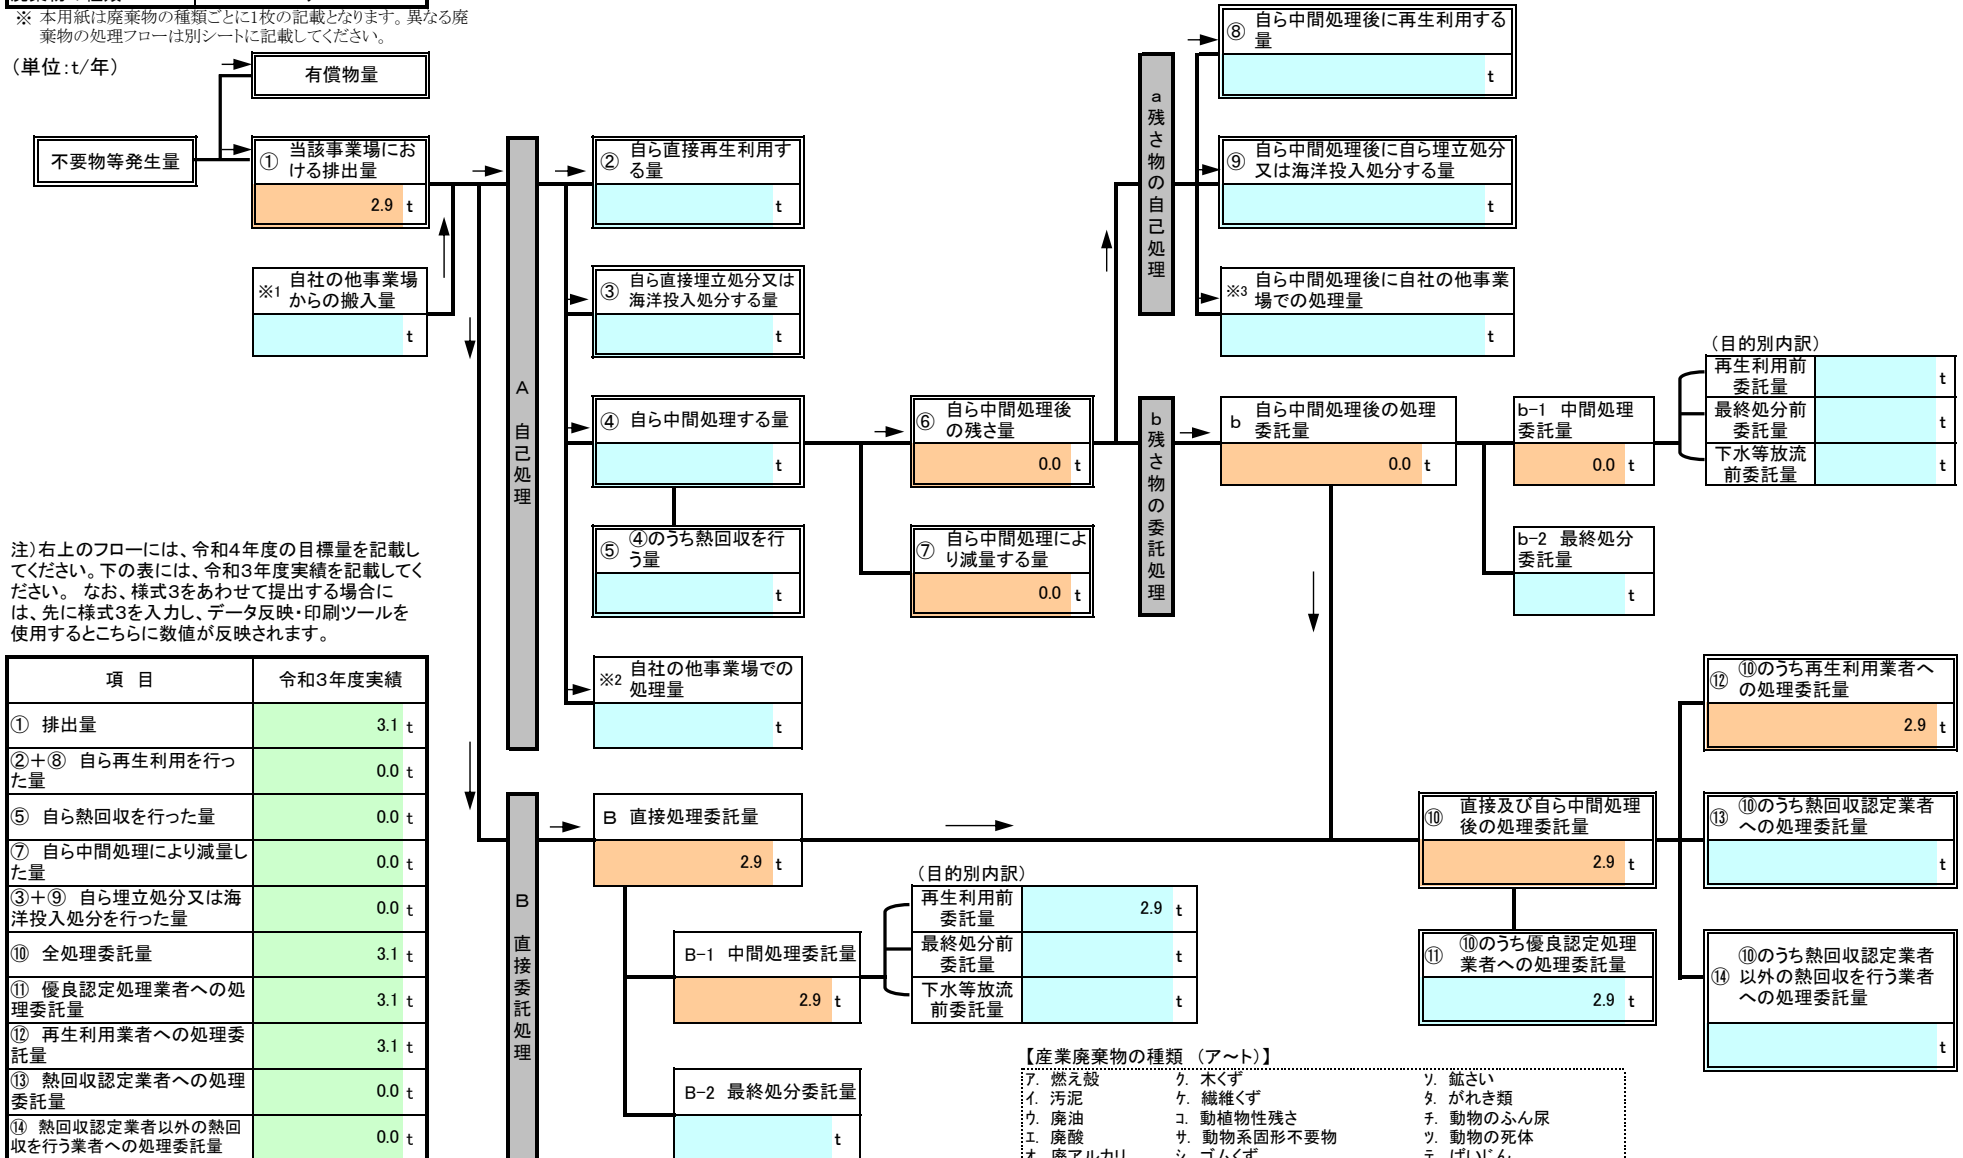 ※ 本用紙は廃棄物の種類ごとに1枚の記載となります。異なる廃
棄物の処理フローは別シートに記載してください。
（単位：t/年）
有償物量
不要物等発生量
① 当該事業場にお
ける排出量
2.9 t
※1 自社の他事業場
からの搬入量
t
A 自己処理
② 自ら直接再生利用す
る量
t
③ 自ら直接埋立処分又は
海洋投入処分する量
t
④ 自ら中間処理する量
t
⑤ ④のうち熱回収を行
う量
t
※2 自社の他事業場での
処理量
t
⑥ 自ら中間処理後
の残さ量
0.0 t
⑦ 自ら中間処理によ
り減量する量
0.0 t
a 残さ物の自己処理
⑧ 自ら中間処理後に再生利用する
量
t
⑨ 自ら中間処理後に自ら埋立処分
又は海洋投入処分する量
t
※3 自ら中間処理後に自社の他事業
場での処理量
t
b 残さ物の委託処理
b 自ら中間処理後の処理
委託量
0.0 t
b-1 中間処理
委託量
0.0 t
（目的別内訳）
再生利用前
委託量
t
最終処分前
委託量
t
下水等放流
前委託量
t
b-2 最終処分
委託量
t
注）右上のフローには、令和4年度の目標量を記載し
てください。下の表には、令和3年度実績を記載してく
ださい。 なお、様式3をあわせて提出する場合に
は、先に様式3を入力し、データ反映・印刷ツールを
使用するとこちらに数値が反映されます。
項 目 令和3年度実績
① 排出量 3.1 t
②＋⑧ 自ら再生利用を行っ
た量 0.0 t
⑤ 自ら熱回収を行った量 0.0 t
⑦ 自ら中間処理により減量し
た量 0.0 t
③＋⑨ 自ら埋立処分又は海
洋投入処分を行った量 0.0 t
⑩ 全処理委託量 3.1 t
⑪ 優良認定処理業者への処
理委託量 3.1 t
⑫ 再生利用業者への処理委
託量 3.1 t
⑬ 熱回収認定業者への処理
委託量 0.0 t
⑭ 熱回収認定業者以外の熱回
収を行う業者への処理委託量 0.0 t
B 直接委託処理
B 直接処理委託量
2.9 t
B-1 中間処理委託量
2.9 t
（目的別内訳）
再生利用前
委託量
2.9 t
最終処分前
委託量
t
下水等放流
前委託量
t
B-2 最終処分委託量
t
⑩ 直接及び自ら中間処理
後の処理委託量
2.9 t
⑪ ⑩のうち優良認定処理
業者への処理委託量
2.9 t
⑫ ⑩のうち再生利用業者へ
の処理委託量
2.9 t
⑬ ⑩のうち熱回収認定業者
への処理委託量
t
⑩のうち熱回収認定業者
⑭ 以外の熱回収を行う業者
への処理委託量
t
【産業廃棄物の種類 （ア～ト）】
ア. 燃え殻 ク. 木くず ソ. 鉱さい
イ. 汚泥 ケ. 繊維くず タ. がれき類
ウ. 廃油 コ. 動植物性残さ チ. 動物のふん尿
エ. 廃酸 サ. 動物系固形不要物 ツ. 動物の死体
オ. 廃アルカリ シ. ゴムくず テ. ばいじん